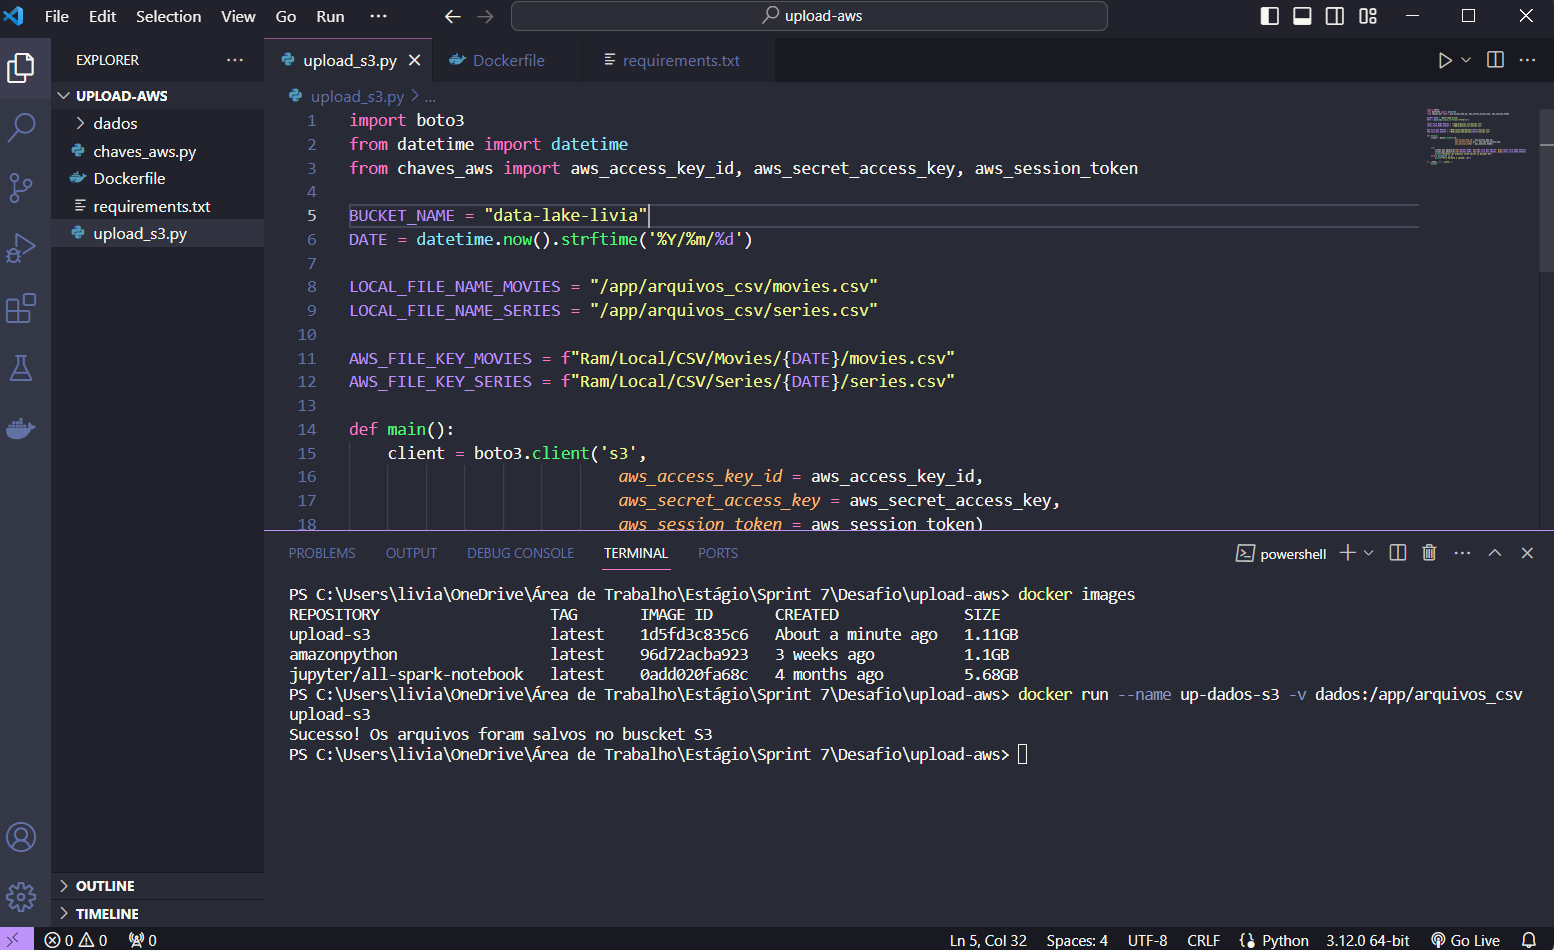 File Edit Selection View Go Run ··· upload-aws
EXPLORER ···
UPLOAD-AWS
dados
chaves_aws.py
Dockerfile
requirements.txt
upload_s3.py
OUTLINE
TIMELINE
upload_s3.py Dockerfile requirements.txt
upload_s3.py > ...
1 import boto3
2 from datetime import datetime
3 from chaves_aws import aws_access_key_id, aws_secret_access_key, aws_session_token
4
5 BUCKET_NAME = "data-lake-livia"
6 DATE = datetime.now().strftime('%Y/%m/%d')
7
8 LOCAL_FILE_NAME_MOVIES = "/app/arquivos_csv/movies.csv"
9 LOCAL_FILE_NAME_SERIES = "/app/arquivos_csv/series.csv"
10
11 AWS_FILE_KEY_MOVIES = f"Ram/Local/CSV/Movies/{DATE}/movies.csv"
12 AWS_FILE_KEY_SERIES = f"Ram/Local/CSV/Series/{DATE}/series.csv"
13
14 def main():
15 client = boto3.client('s3',
16 aws_access_key_id = aws_access_key_id,
17 aws_secret_access_key = aws_secret_access_key,
18 aws_session_token = aws_session_token)
PROBLEMS OUTPUT DEBUG CONSOLE TERMINAL PORTS powershell
PS C:\Users\livia\OneDrive\Área de Trabalho\Estágio\Sprint 7\Desafio\upload-aws> docker images
REPOSITORY TAG IMAGE ID CREATED SIZE
upload-s3 latest 1d5fd3c835c6 About a minute ago 1.11GB
amazonpython latest 96d72acba923 3 weeks ago 1.1GB
jupyter/all-spark-notebook latest 0add020fa68c 4 months ago 5.68GB
PS C:\Users\livia\OneDrive\Área de Trabalho\Estágio\Sprint 7\Desafio\upload-aws> docker run --name up-dados-s3 -v dados:/app/arquivos_csv
upload-s3
Sucesso! Os arquivos foram salvos no buscket S3
PS C:\Users\livia\OneDrive\Área de Trabalho\Estágio\Sprint 7\Desafio\upload-aws>
0 0 0 Ln 5, Col 32 Spaces: 4 UTF-8 CRLF Python 3.12.0 64-bit Go Live